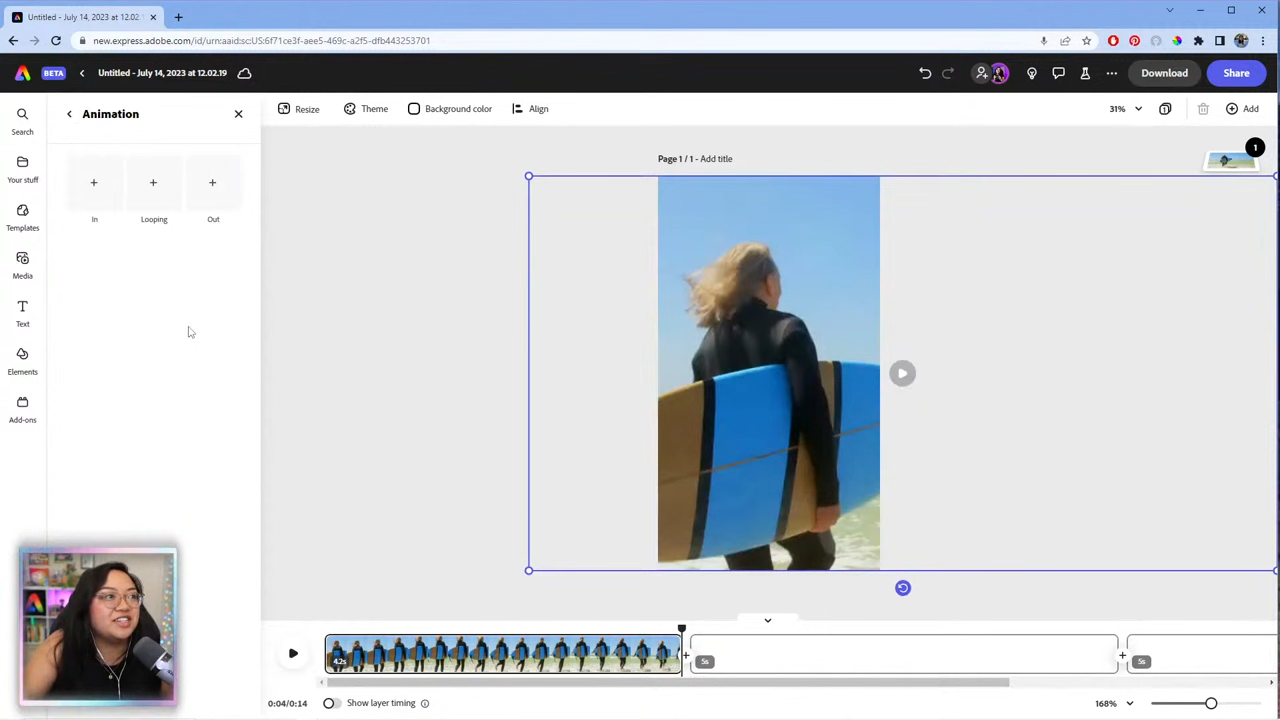 Untitled - July 14, 2023 at 12.02.
new.express.adobe.com/id/urn:aaid:sc:US:6f71ce3f-aee5-469c-a2f5-dfb443253701
BETA
Untitled - July 14, 2023 at 12.02.19
Download
Share
Animation
Resize
Theme
Background color
Align
31%
1
Add
Search
Your stuff
Templates
Media
Text
Elements
Add-ons
In
Looping
Out
Page 1 / 1 - Add title
1
4.2s
5s
5s
0:04/0:14
Show layer timing
168%